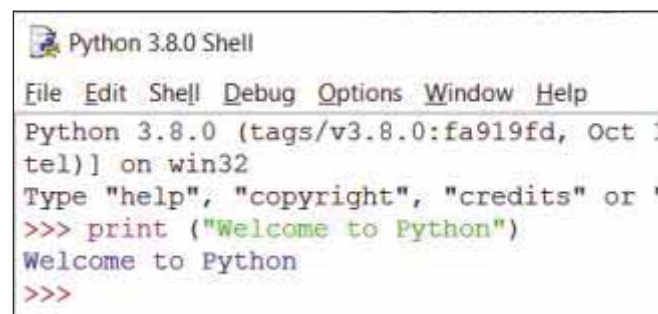 Python 3.8.0 Shell
File Edit Shell Debug Options Window Help
Python 3.8.0 (tags/v3.8.0:fa919fd, Oct
tel)] on win32
Type "help", "copyright", "credits" or "
>>> print ("Welcome to Python")
Welcome to Python
>>>